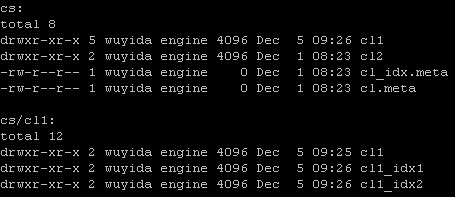 cs:
total 8
drwxr-xr-x 5 wuyida engine 4096 Dec  5 09:26 cl1
drwxr-xr-x 2 wuyida engine 4096 Dec  1 08:23 cl2
-rw-r--r-- 1 wuyida engine    0 Dec  1 08:23 cl_idx.meta
-rw-r--r-- 1 wuyida engine    0 Dec  1 08:23 cl.meta

cs/cl1:
total 12
drwxr-xr-x 2 wuyida engine 4096 Dec  5 09:25 cl1
drwxr-xr-x 2 wuyida engine 4096 Dec  5 09:26 cl1_idx1
drwxr-xr-x 2 wuyida engine 4096 Dec  5 09:26 cl1_idx2